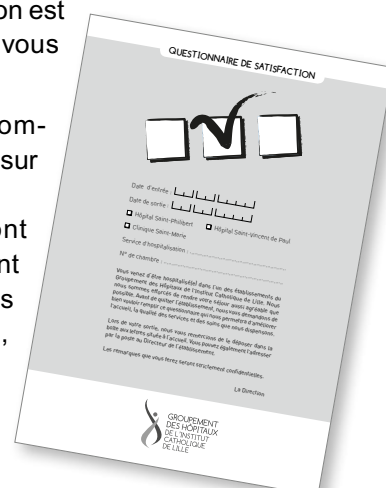 on est
vous
om-
sur
ont
nt
s
,
QUESTIONNAIRE DE SATISFACTION
Date d'entrée :
Date de sortie :
Hôpital Saint-Philibert Hôpital Saint-Vincent de Paul
Clinique Sainte-Marie
Service d'hospitalisation :
N° de chambre :
Vous venez d'être hospitalisé(e) dans l'un des établissements du
Groupement des Hôpitaux de l'Institut Catholique de Lille. Nous
nous sommes efforcés de rendre votre séjour aussi agréable que
possible. Avant de quitter l'établissement, nous vous demandons de
bien vouloir remplir ce questionnaire qui nous permettra d'améliorer
l'accueil, la qualité des services et des soins que nous dispensons.
Lors de votre sortie, nous vous remercions de le déposer dans la
boîte aux lettres située à l'accueil. Vous pouvez également l'adresser
par la poste au Directeur de l'établissement.
Les remarques que vous ferez seront strictement confidentielles.
La Direction
GROUPEMENT
DES HÔPITAUX
DE L'INSTITUT
CATHOLIQUE
DE LILLE